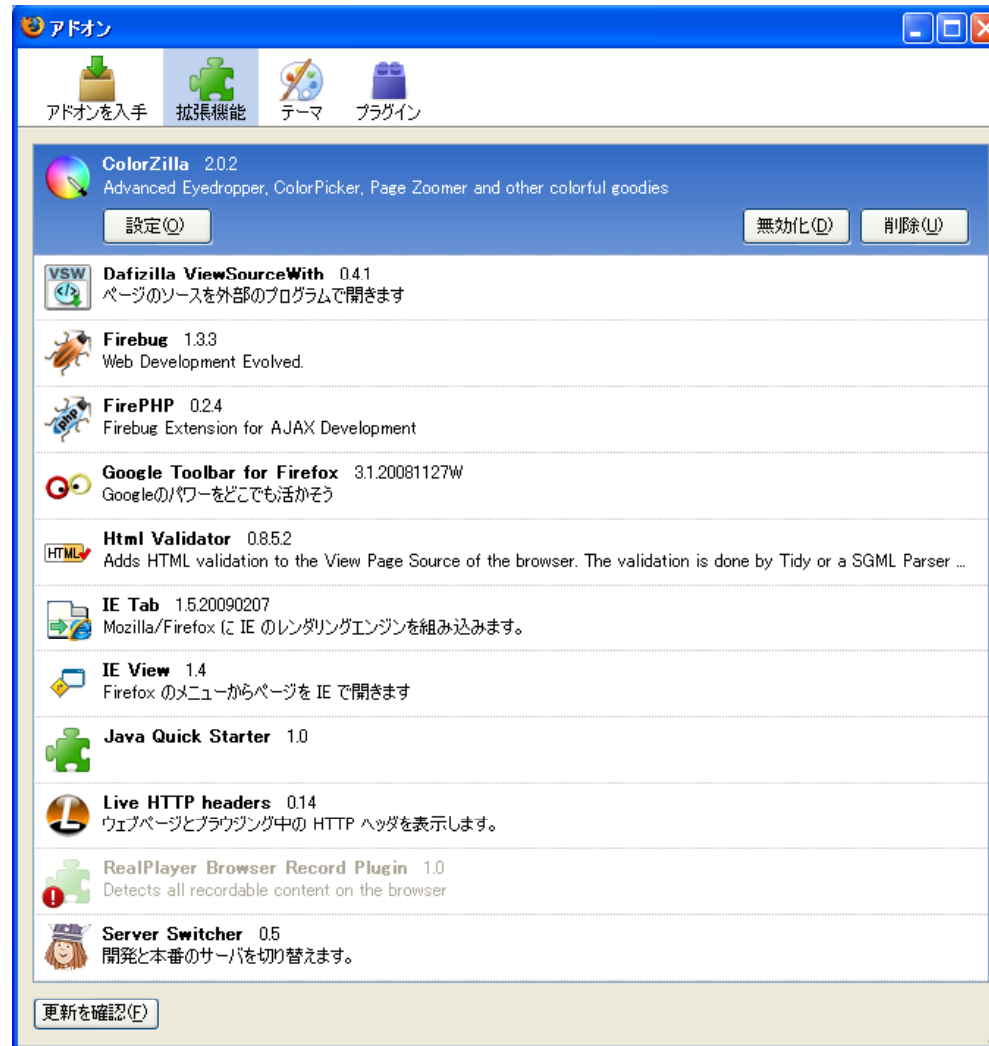 アドオン
アドオンを入手 拡張機能 テーマ プラグイン
ColorZilla 2.0.2
Advanced Eyedropper, ColorPicker, Page Zoomer and other colorful goodies
設定(O) 無効化(D) 削除(U)
VSW
Dafizilla ViewSourceWith 0.4.1
ページのソースを外部のプログラムで開きます
Firebug 1.3.3
Web Development Evolved.
php
FirePHP 0.2.4
Firebug Extension for AJAX Development
Google Toolbar for Firefox 3.1.20081127W
Googleのパワーをどこでも活かそう
HTML
Html Validator 0.8.5.2
Adds HTML validation to the View Page Source of the browser. The validation is done by Tidy or a SGML Parser ...
IE Tab 1.5.20090207
Mozilla/Firefox に IE のレンダリングエンジンを組み込みます。
IE View 1.4
Firefox のメニューからページを IE で開きます
Java Quick Starter 1.0
Live HTTP headers 0.14
ウェブページとブラウジング中の HTTP ヘッダを表示します。
RealPlayer Browser Record Plugin 1.0
Detects all recordable content on the browser
Server Switcher 0.5
開発と本番のサーバを切り替えます。
更新を確認(F)